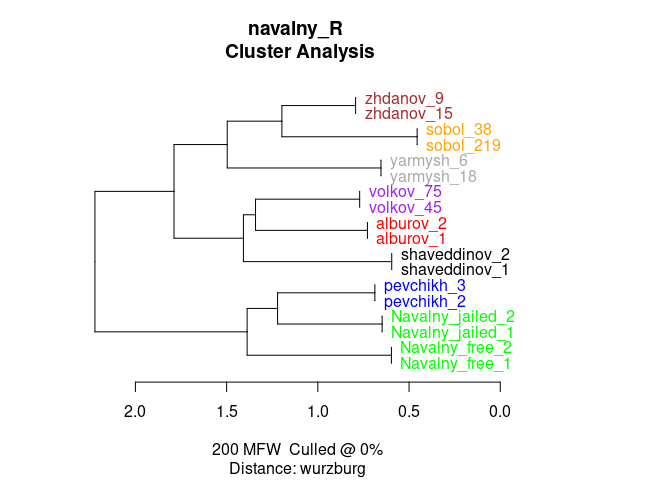 navalny_R
Cluster Analysis
zhdanov_9
zhdanov_15
sobol_38
sobol_219
yarmysh_6
yarmysh_18
volkov_75
volkov_45
alburov_2
alburov_1
shaveddinov_2
shaveddinov_1
pevchikh_3
pevchikh_2
Navalny_jailed_2
Navalny_jailed_1
Navalny_free_2
Navalny_free_1
2.0 1.5 1.0 0.5 0.0
200 MFW Culled @ 0%
Distance: wurzburg